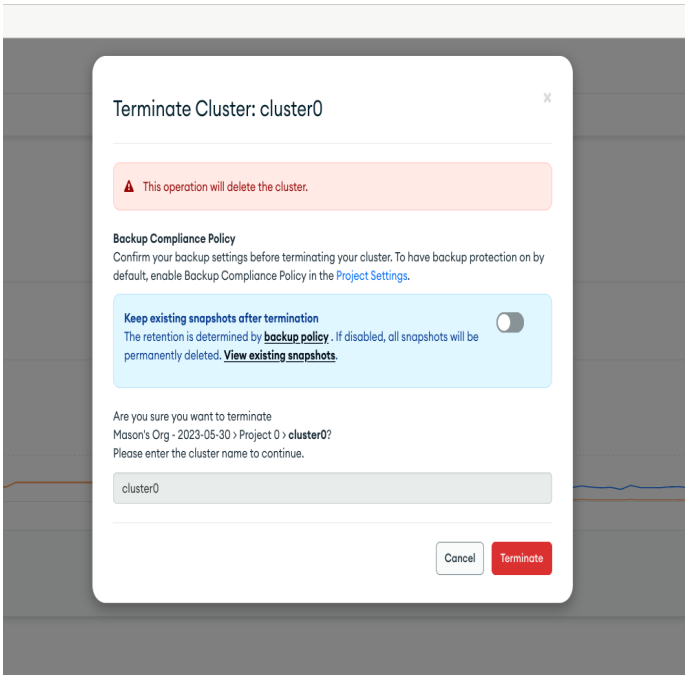 Terminate Cluster: cluster0
x
This operation will delete the cluster.
Backup Compliance Policy
Confirm your backup settings before terminating your cluster. To have backup protection on by
default, enable Backup Compliance Policy in the Project Settings.
Keep existing snapshots after termination
The retention is determined by backup policy . If disabled, all snapshots will be
permanently deleted. View existing snapshots.
Are you sure you want to terminate
Mason's Org - 2023-05-30 > Project 0 > cluster0?
Please enter the cluster name to continue.
cluster0
Cancel Terminate